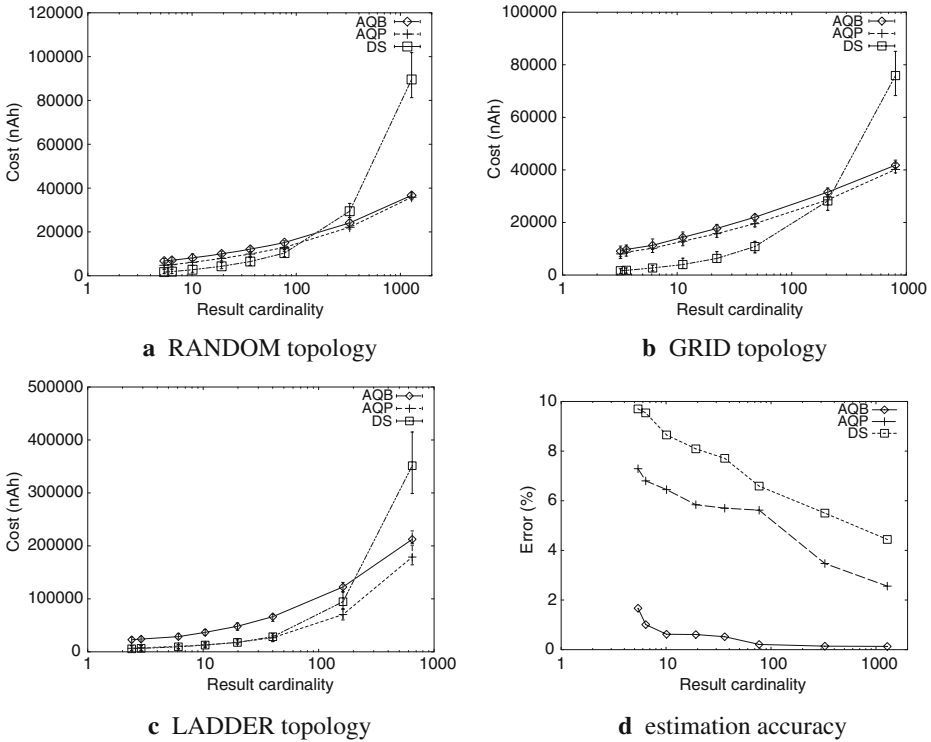 120000
100000
80000
60000
40000
20000
0
Cost (nAh)
AQB
AQP
DS
1 10 100 1000
Result cardinality
a RANDOM topology
100000
80000
60000
40000
20000
0
Cost (nAh)
AQB
AQP
DS
1 10 100 1000
Result cardinality
b GRID topology
500000
400000
300000
200000
100000
0
Cost (nAh)
AQB
AQP
DS
1 10 100 1000
Result cardinality
c LADDER topology
10
8
6
4
2
0
Error (%)
AQB
AQP
DS
1 10 100 1000
Result cardinality
d estimation accuracy